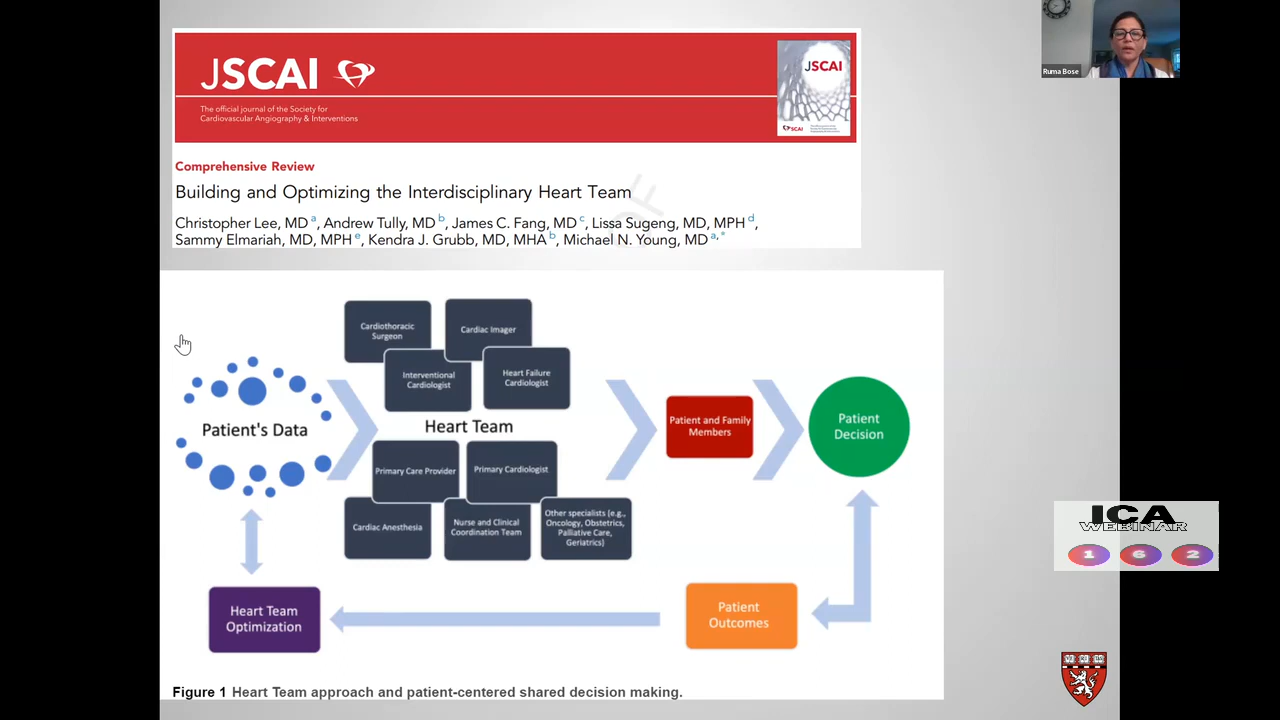 JSCAI
The official journal of the Society for
Cardiovascular Angiography & Interventions
JSCAI
SCAI
Ruma Bose
Comprehensive Review
Building and Optimizing the Interdisciplinary Heart Team
Christopher Lee, MD a, Andrew Tully, MD b, James C. Fang, MD c, Lissa Sugeng, MD, MPH d,
Sammy Elmariah, MD, MPH e, Kendra J. Grubb, MD, MHA b, Michael N. Young, MD a,*
Patient's Data
Cardiothoracic
Surgeon
Cardiac Imager
Interventional
Cardiologist
Heart Failure
Cardiologist
Heart Team
Primary Care Provider
Primary Cardiologist
Cardiac Anesthesia
Nurse and Clinical
Coordination Team
Other specialists (e.g.,
Oncology, Obstetrics,
Palliative Care,
Geriatrics)
Patient and Family
Members
Patient
Decision
Heart Team
Optimization
Patient
Outcomes
ICA
WEBINAR
1 6 2
Figure 1 Heart Team approach and patient-centered shared decision making.